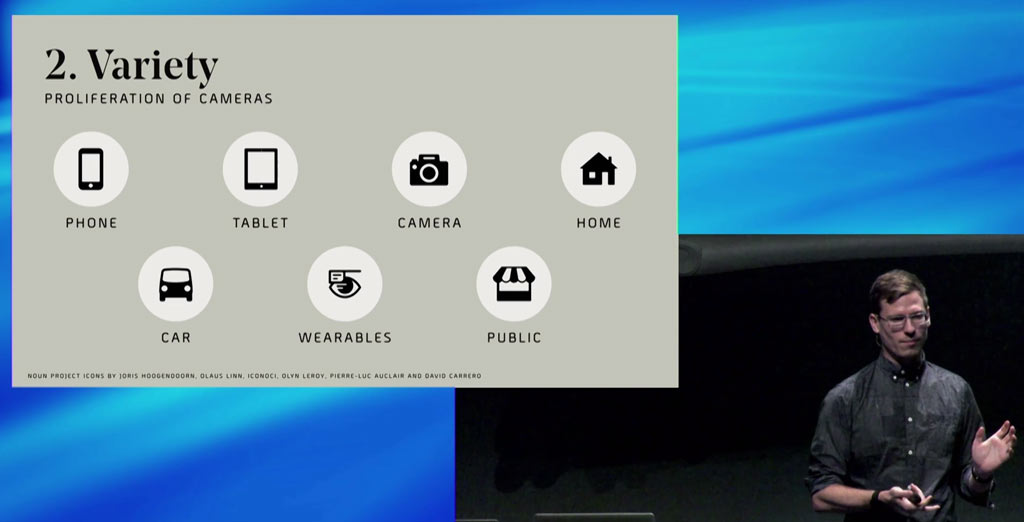 2. Variety
PROLIFERATION OF CAMERAS
PHONE
TABLET
CAMERA
HOME
CAR
WEARABLES
PUBLIC
NOUN PROJECT ICONS BY JORIS HOOGENDOORN, OLAUS LINN, ICONOCI, OLYN LEROY, PIERRE-LUC AUCLAIR AND DAVID CARRERO